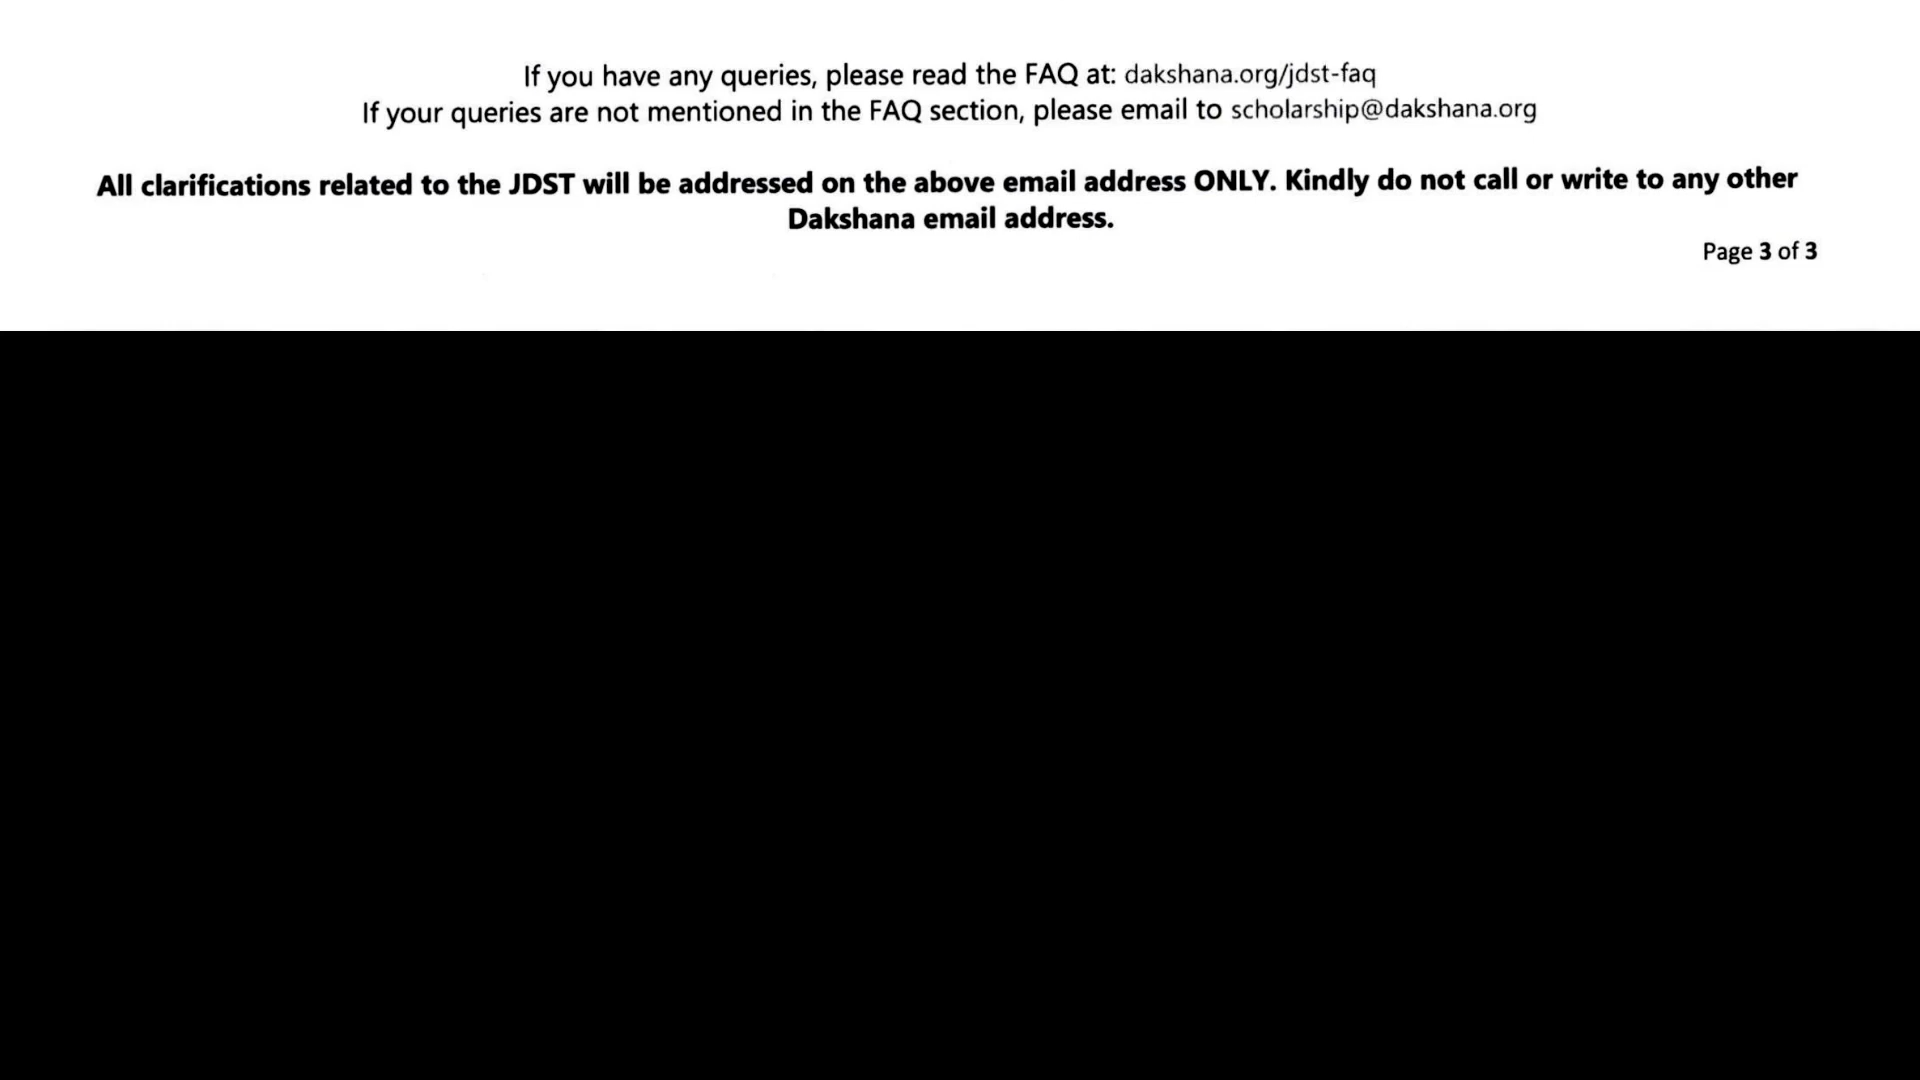 If you have any queries, please read the FAQ at: dakshana.org/jdst-faq
If your queries are not mentioned in the FAQ section, please email to scholarship@dakshana.org
All clarifications related to the JDST will be addressed on the above email address ONLY. Kindly do not call or write to any other
Dakshana email address.
Page 3 of 3